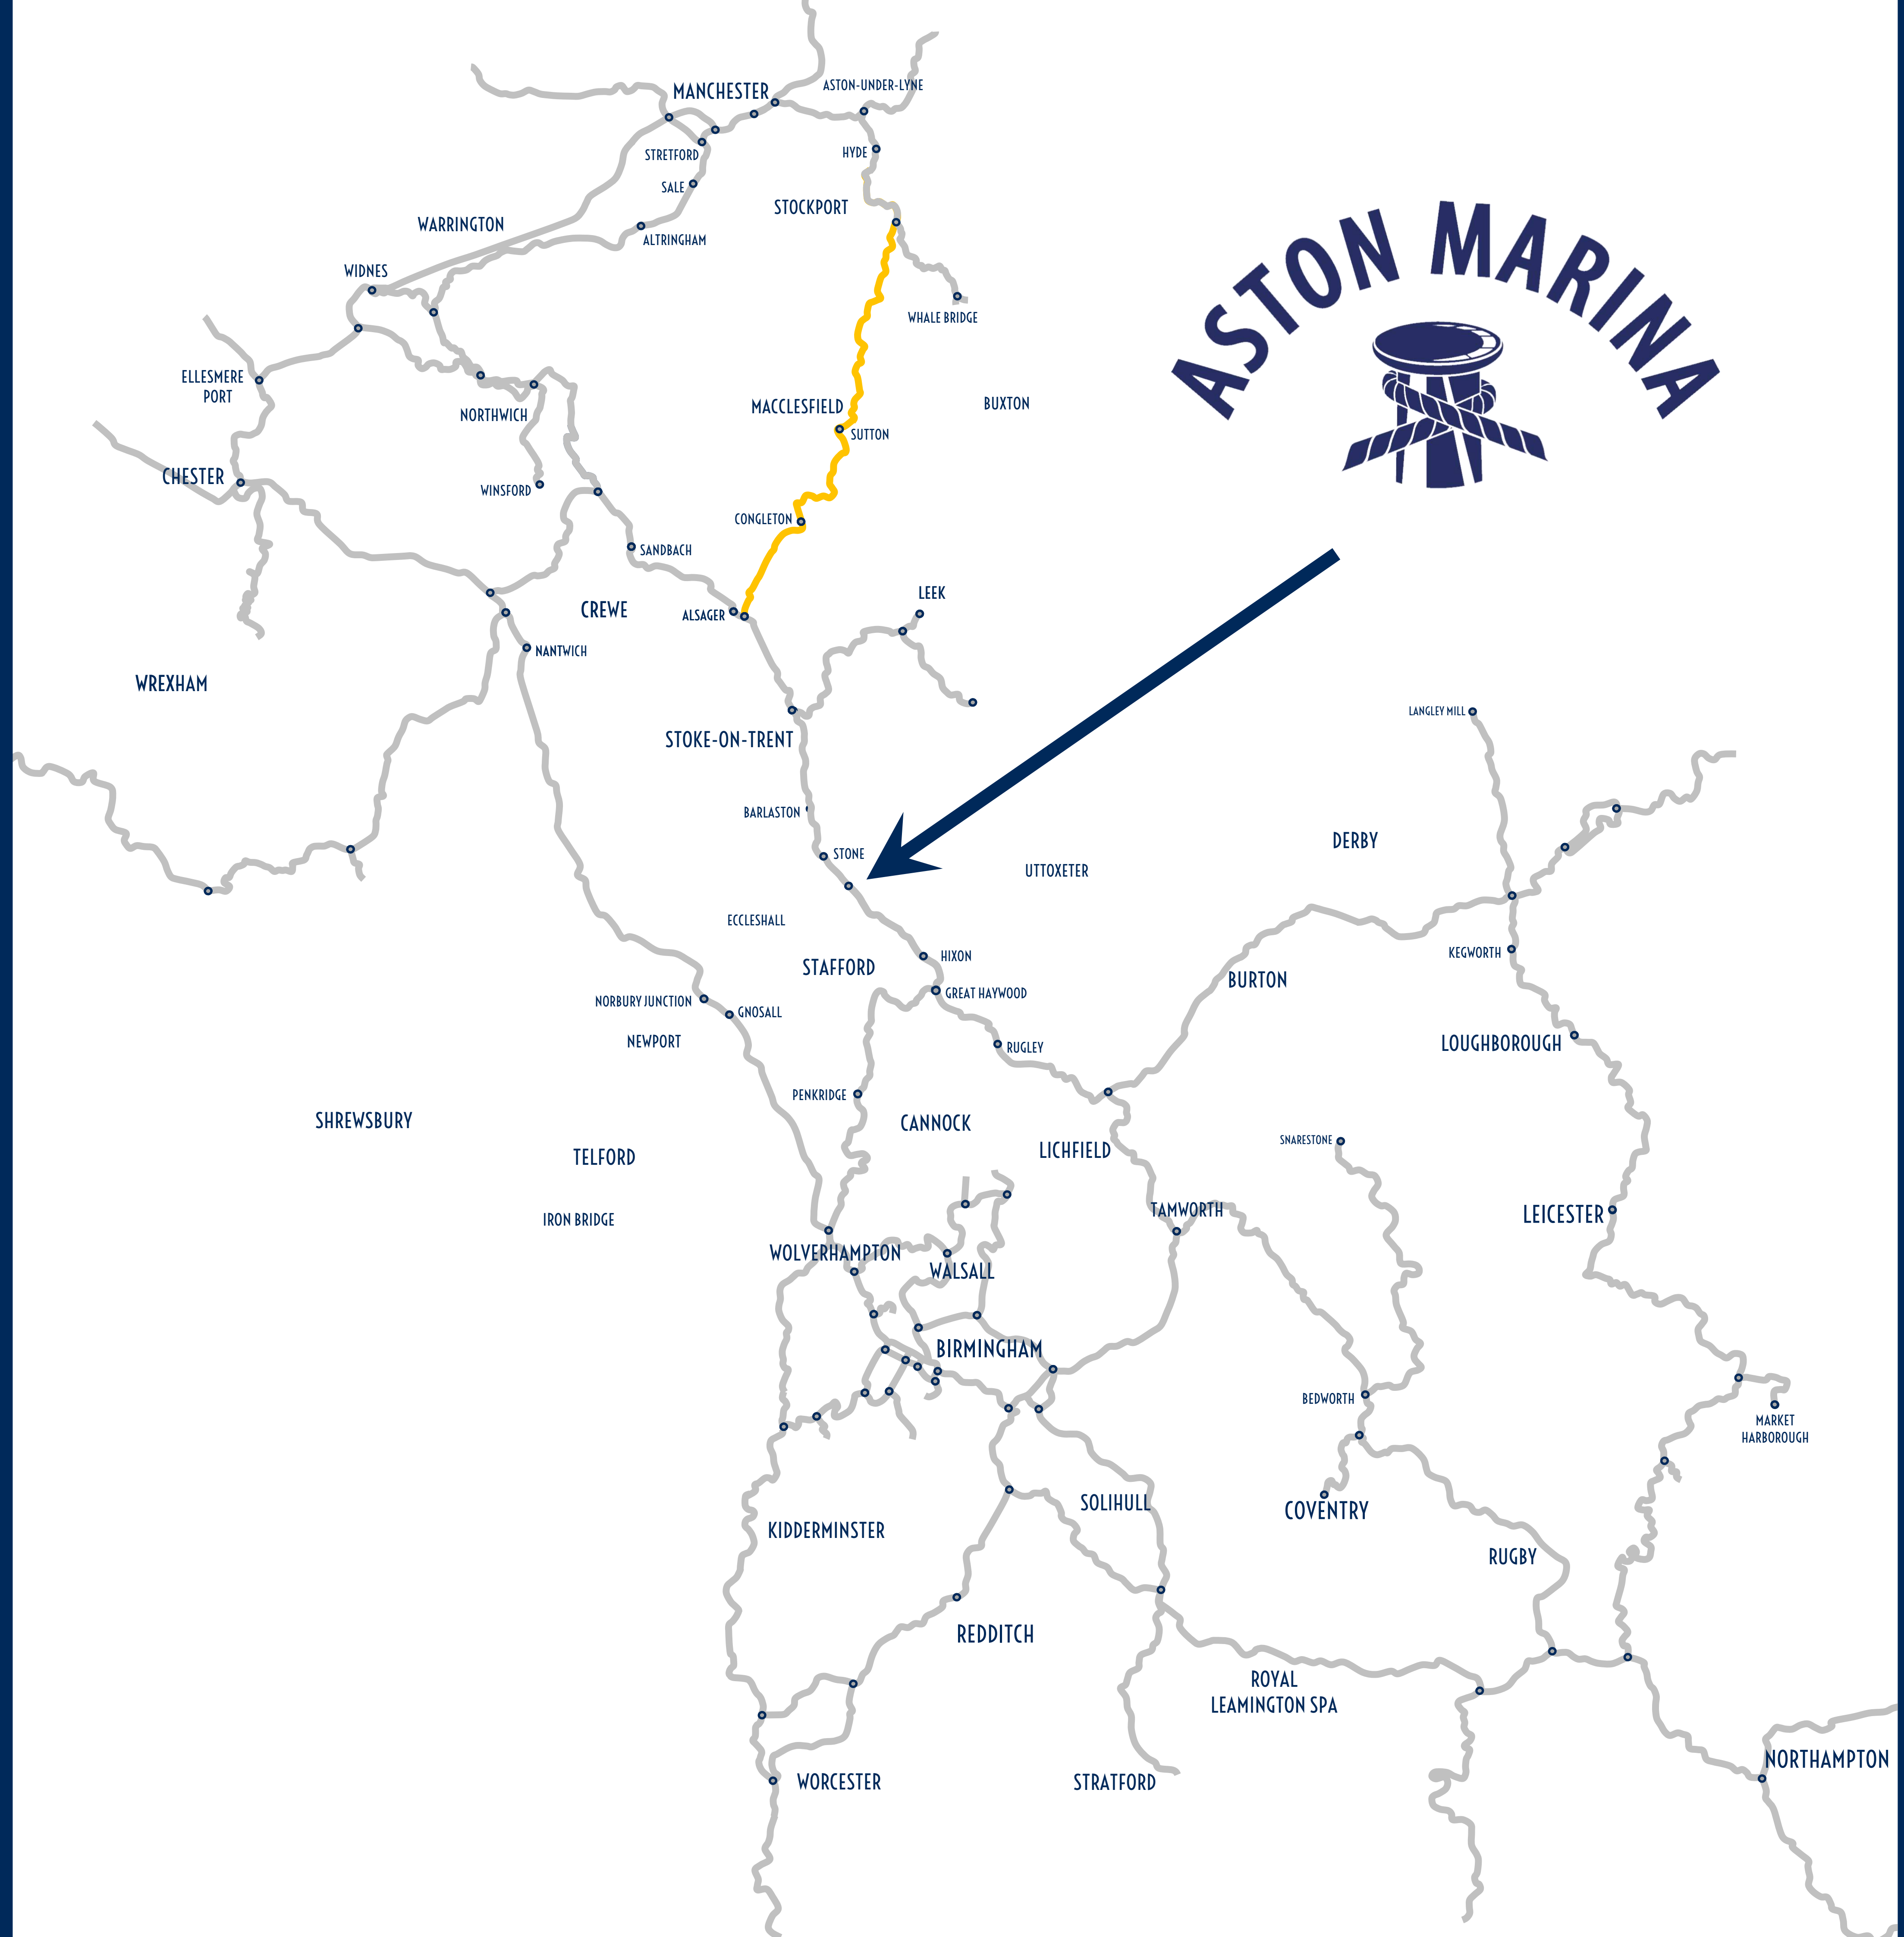 MANCHESTER
ASTON-UNDER-LYNE
STRETFORD
HYDE
SALE
STOCKPORT
WARRINGTON
ALTRINGHAM
WIDNES
WHALE BRIDGE
ASTON MARINA
ELLESMERE
PORT
NORTHWICH
MACCLESFIELD
SUTTON
BUXTON
CHESTER
WINSFORD
CONGLETON
SANDBACH
LEEK
CREWE
ALSAGER
NANTWICH
WREXHAM
LANGLEY MILL
STOKE-ON-TRENT
BARLASTON
STONE
DERBY
UTTOXETER
ECCLESHALL
HIXON
KEGWORTH
STAFFORD
BURTON
GREAT HAYWOOD
NORBURY JUNCTION
GNOSALL
NEWPORT
RUGLEY
LOUGHBOROUGH
PENKRIDGE
SHREWSBURY
CANNOCK
SNARESTONE
LICHFIELD
TELFORD
TAMWORTH
LEICESTER
IRON BRIDGE
WOLVERHAMPTON
WALSALL
BIRMINGHAM
BEDWORTH
MARKET
HARBOROUGH
SOLIHULL
COVENTRY
KIDDERMINSTER
RUGBY
REDDITCH
ROYAL
LEAMINGTON SPA
NORTHAMPTON
WORCESTER
STRATFORD